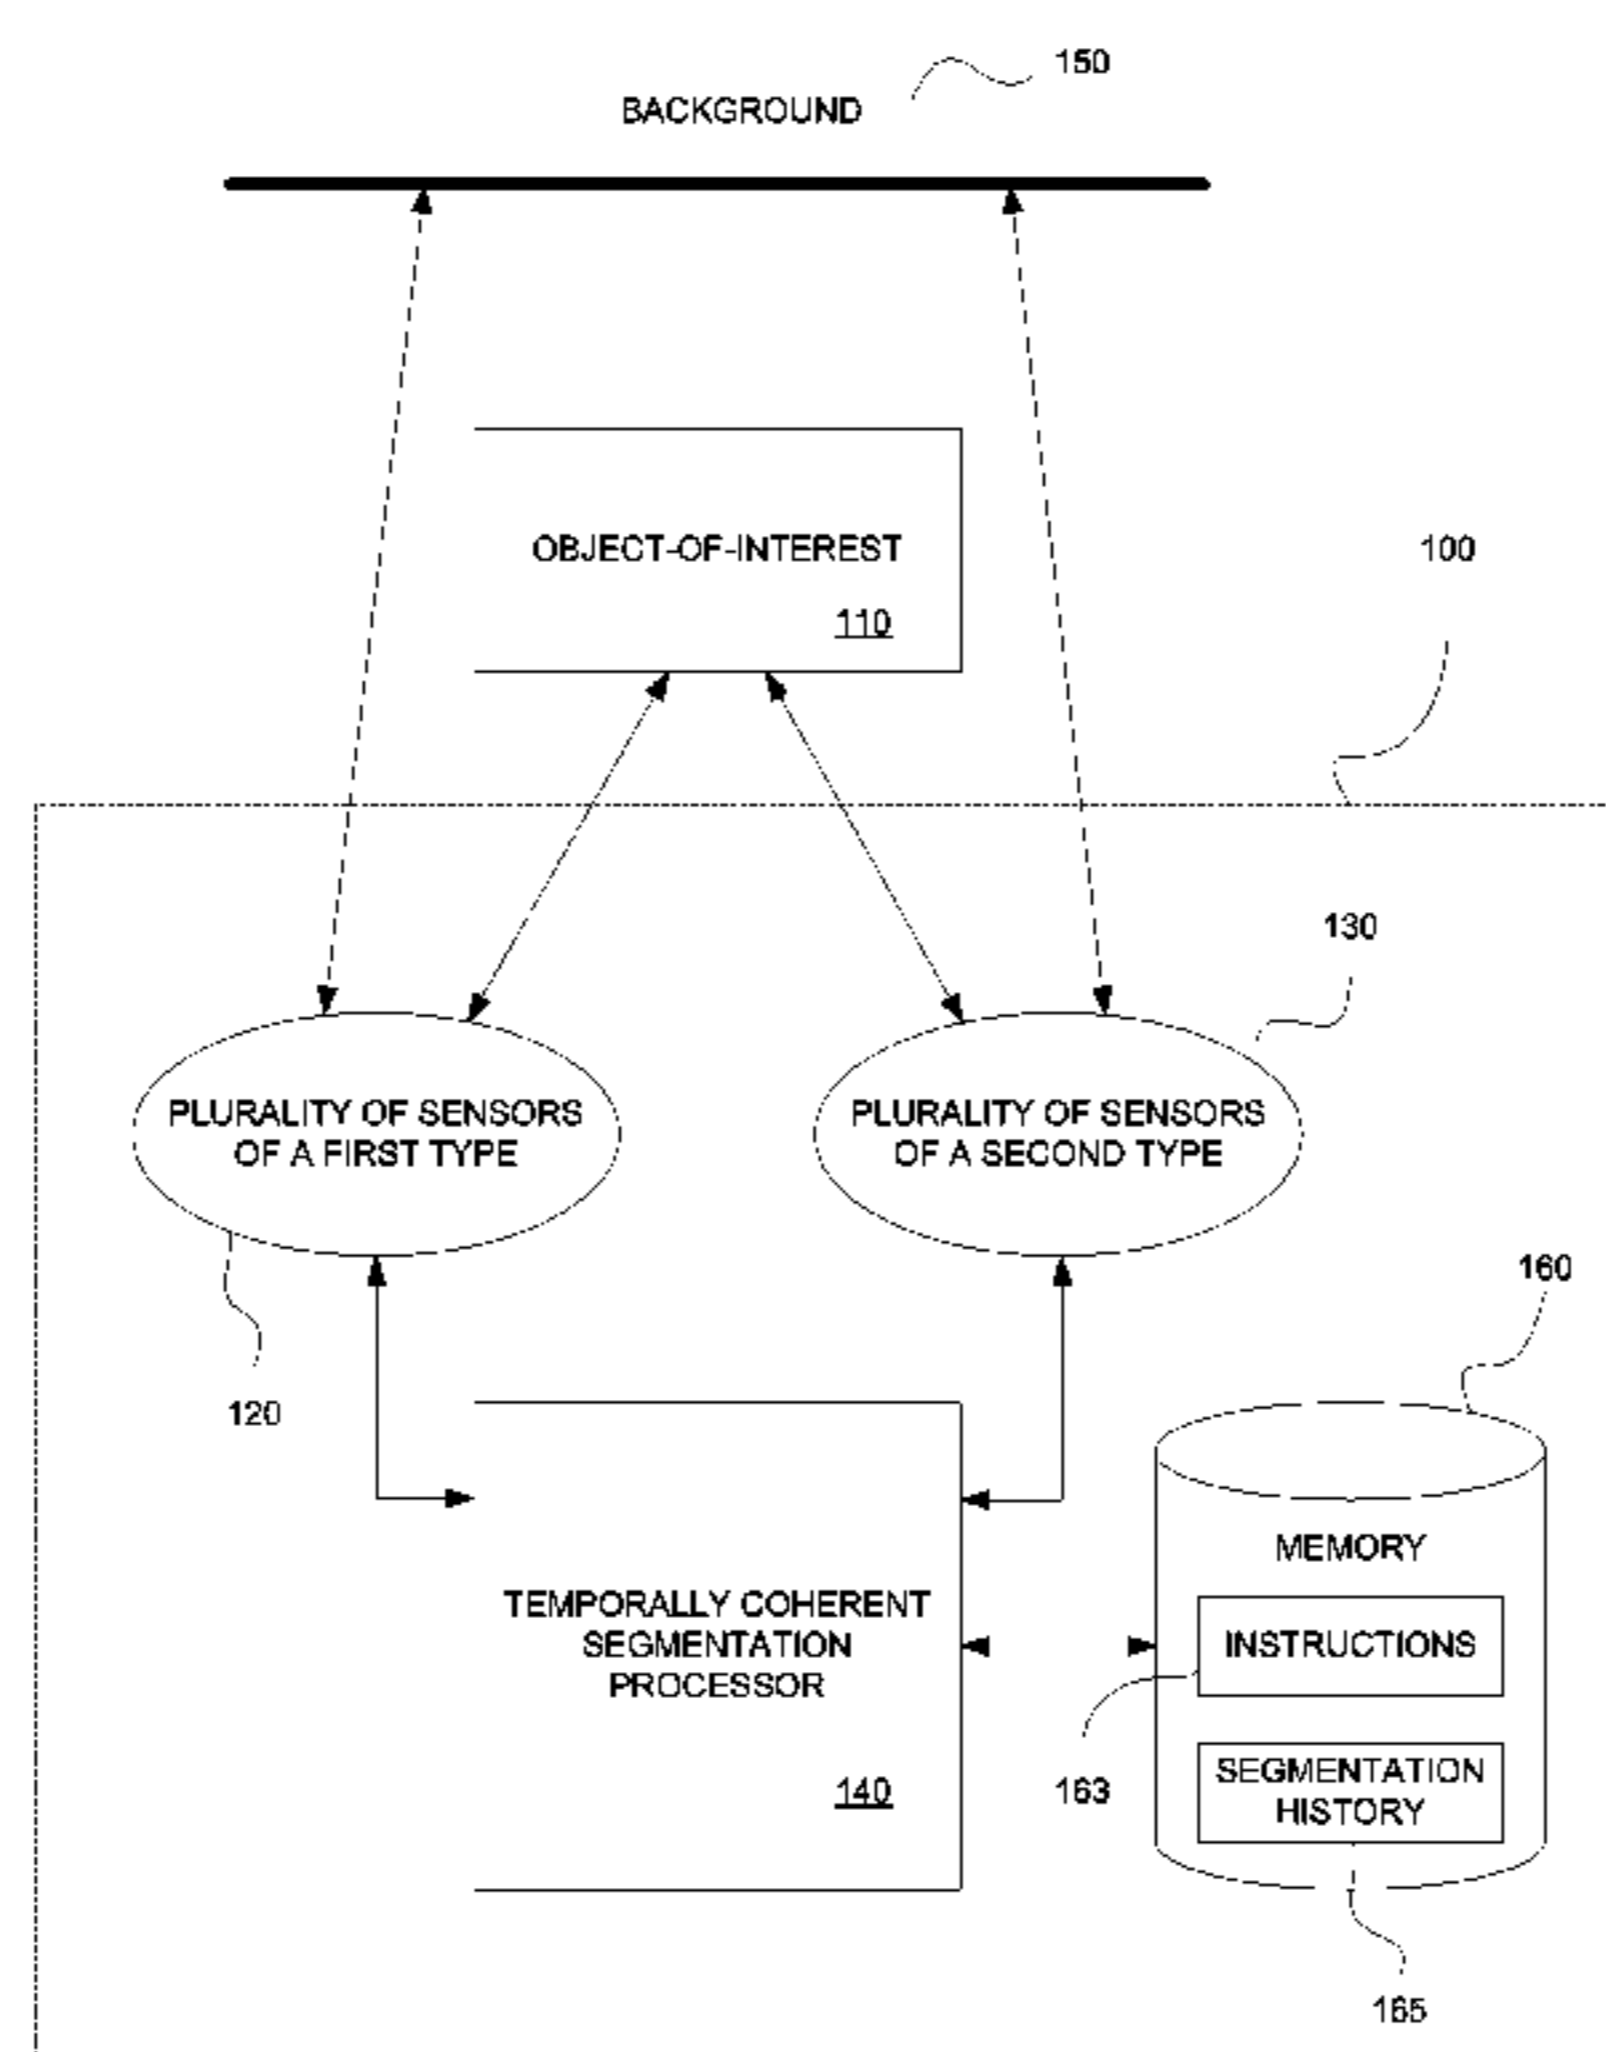 150
BACKGROUND
OBJECT-OF-INTEREST
110
100
130
PLURALITY OF SENSORS
OF A FIRST TYPE
PLURALITY OF SENSORS
OF A SECOND TYPE
160
120
MEMORY
TEMPORALLY COHERENT
SEGMENTATION
PROCESSOR
140
INSTRUCTIONS
163
SEGMENTATION
HISTORY
165